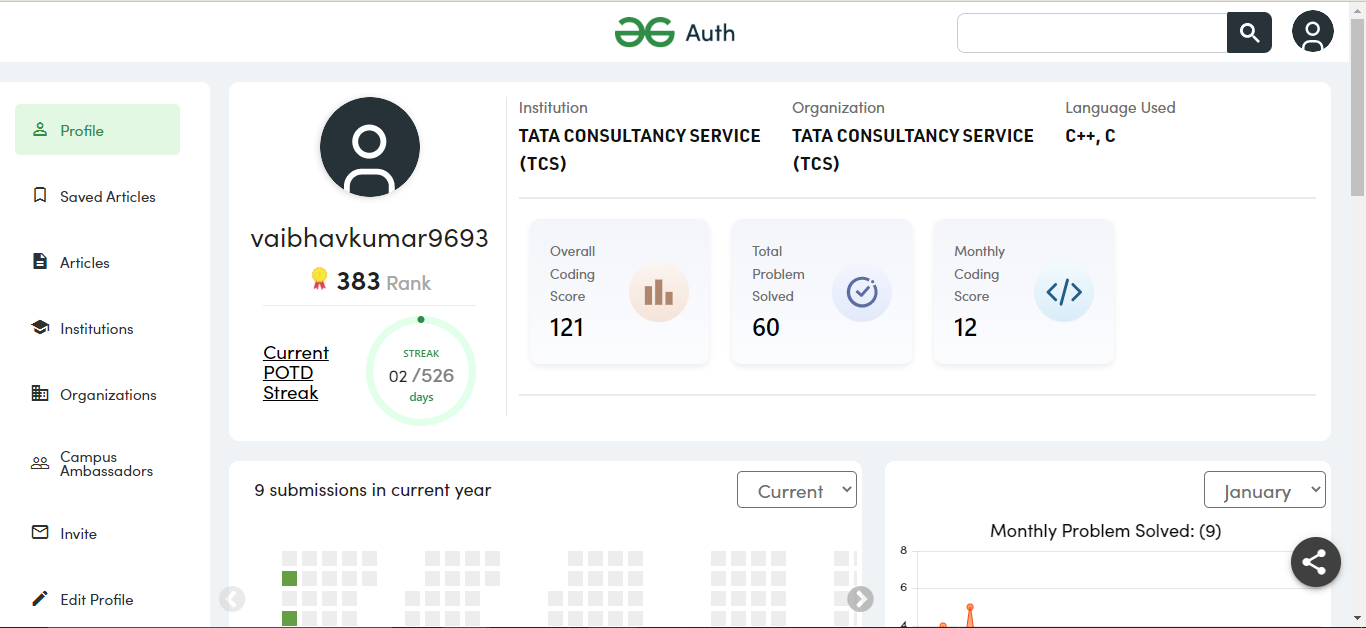 Auth
Profile
Saved Articles
Articles
Institutions
Organizations
Campus
Ambassadors
Invite
Edit Profile
vaibhavkumar9693
383 Rank
Current
POTD
Streak
STREAK
02 /526
days
Institution
TATA CONSULTANCY SERVICE
(TCS)
Organization
TATA CONSULTANCY SERVICE
(TCS)
Language Used
C++, C
Overall
Coding
Score
121
Total
Problem
Solved
60
Monthly
Coding
Score
12
9 submissions in current year
Current
January
Monthly Problem Solved: (9)
8
6
4